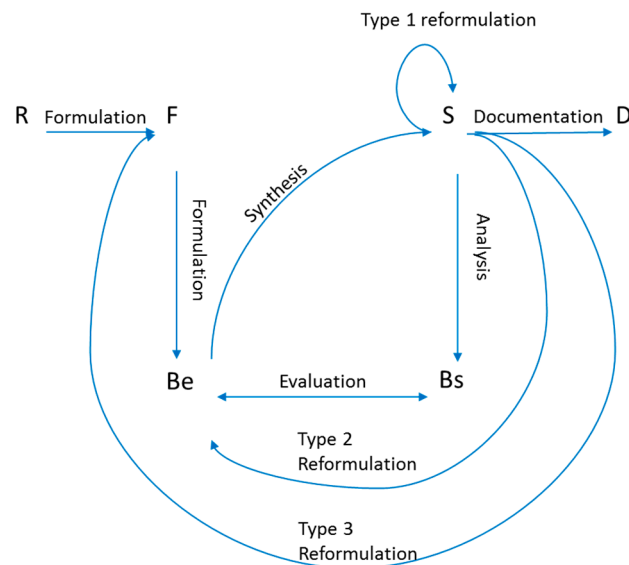 Type 1 reformulation
R
Formulation
F
S
Documentation
D
Synthesis
Formulation
Analysis
Be
Evaluation
Bs
Type 2
Reformulation
Type 3
Reformulation